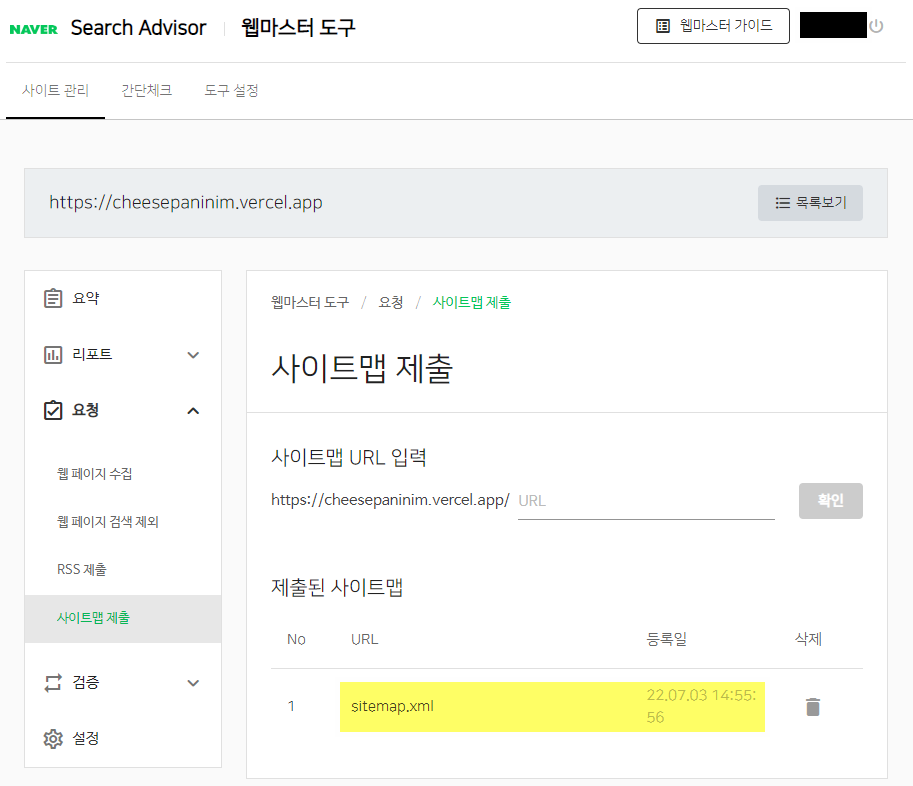 NAVER Search Advisor 웹마스터 도구 웹마스터 가이드
사이트 관리 간단체크 도구 설정
https://cheesepaninim.vercel.app 목록보기
요약
리포트
요청
웹 페이지 수집
웹 페이지 검색 제외
RSS 제출
사이트맵 제출
검증
설정
웹마스터 도구 / 요청 / 사이트맵 제출
사이트맵 제출
사이트맵 URL 입력
https://cheesepaninim.vercel.app/ URL 확인
제출된 사이트맵
No URL 등록일 삭제
1 sitemap.xml 22.07.03 14:55:
56